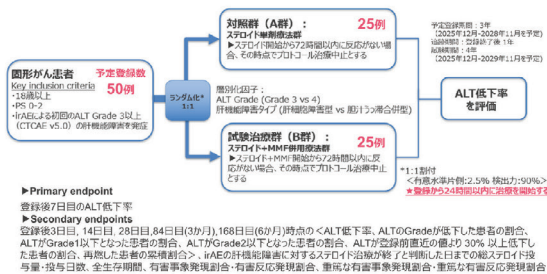 固形がん患者
Key inclusion criteria
・18歳以上
・PS 0-2
・irAEによる初回のALT Grade 3以上
(CTCAE v5.0) の肝機能障害を発症
予定登録数
50例
ランダム化*
1:1
対照群（A群）：
ステロイド単剤療法群
▶ステロイド開始から72時間以内に反応がない場
合、その時点でプロトコール治療中止とする
25例
層別化因子：
ALT Grade (Grade 3 vs 4)
肝機能障害タイプ (肝細胞障害型 vs 胆汁うっ滞合併型)
試験治療群（B群）：
ステロイド+MMF併用療法群
▶ステロイド+MMF開始から72時間以内に反
応がない場合、その時点でプロトコール治療中止
とする
25例
予定登録期間：3年
(2025年12月-2028年11月を予定)
追跡期間：登録終了後1年
(2025年12月-2029年11月を予定)
ALT低下率
を評価
*1:1割付
<有意水準片側:2.5% 検出力:90%>
★登録から24時間以内に治療を開始する
▶Primary endpoint
登録後7日目のALT低下率
▶Secondary endpoints
登録後3日目, 14日目, 28日目,84日目(3か月),168日目(6か月)時点の<ALT低下率、ALTのGradeが低下した患者の割合、
ALTがGrade1以下となった患者の割合、ALTがGrade2以下となった患者の割合、ALTが登録前直近の値より 30% 以上低下し
た患者の割合、再燃した患者の累積割合>、irAEの肝機能障害に対するステロイド治療が終了と判断された日までの総ステロイド投
与量・投与日数、全生存期間、有害事象発現割合・有害反応発現割合、重篤な有害事象発現割合・重篤な有害反応発現割合